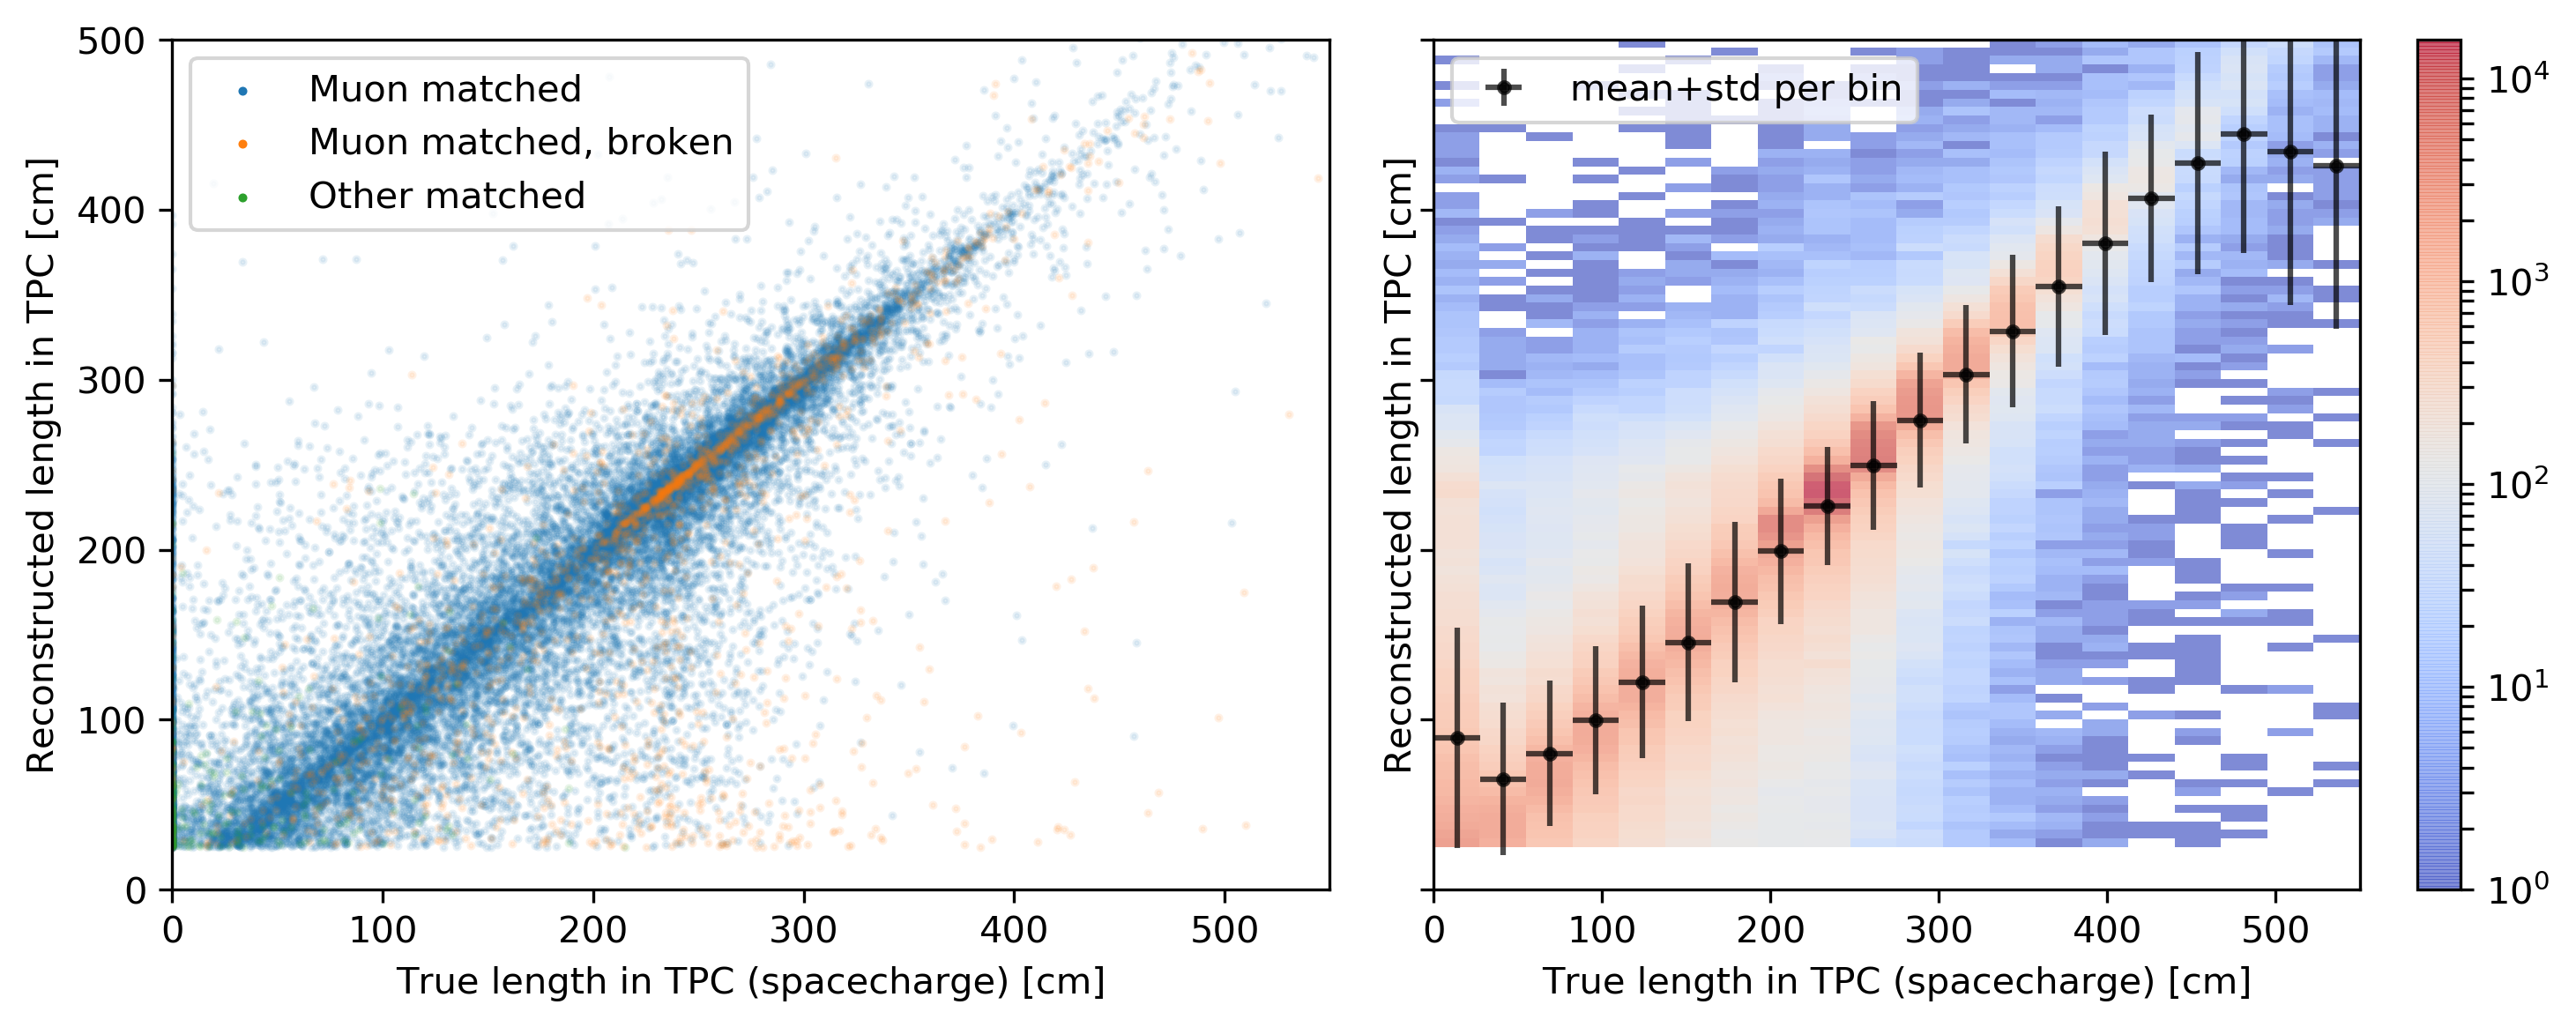 500
400
300
200
100
0
Reconstructed length in TPC [cm]
Muon matched
Muon matched, broken
Other matched
0 100 200 300 400 500
True length in TPC (spacecharge) [cm]
Reconstructed length in TPC [cm]
mean+std per bin
0 100 200 300 400 500
True length in TPC (spacecharge) [cm]
10⁴
10³
10²
10¹
10⁰